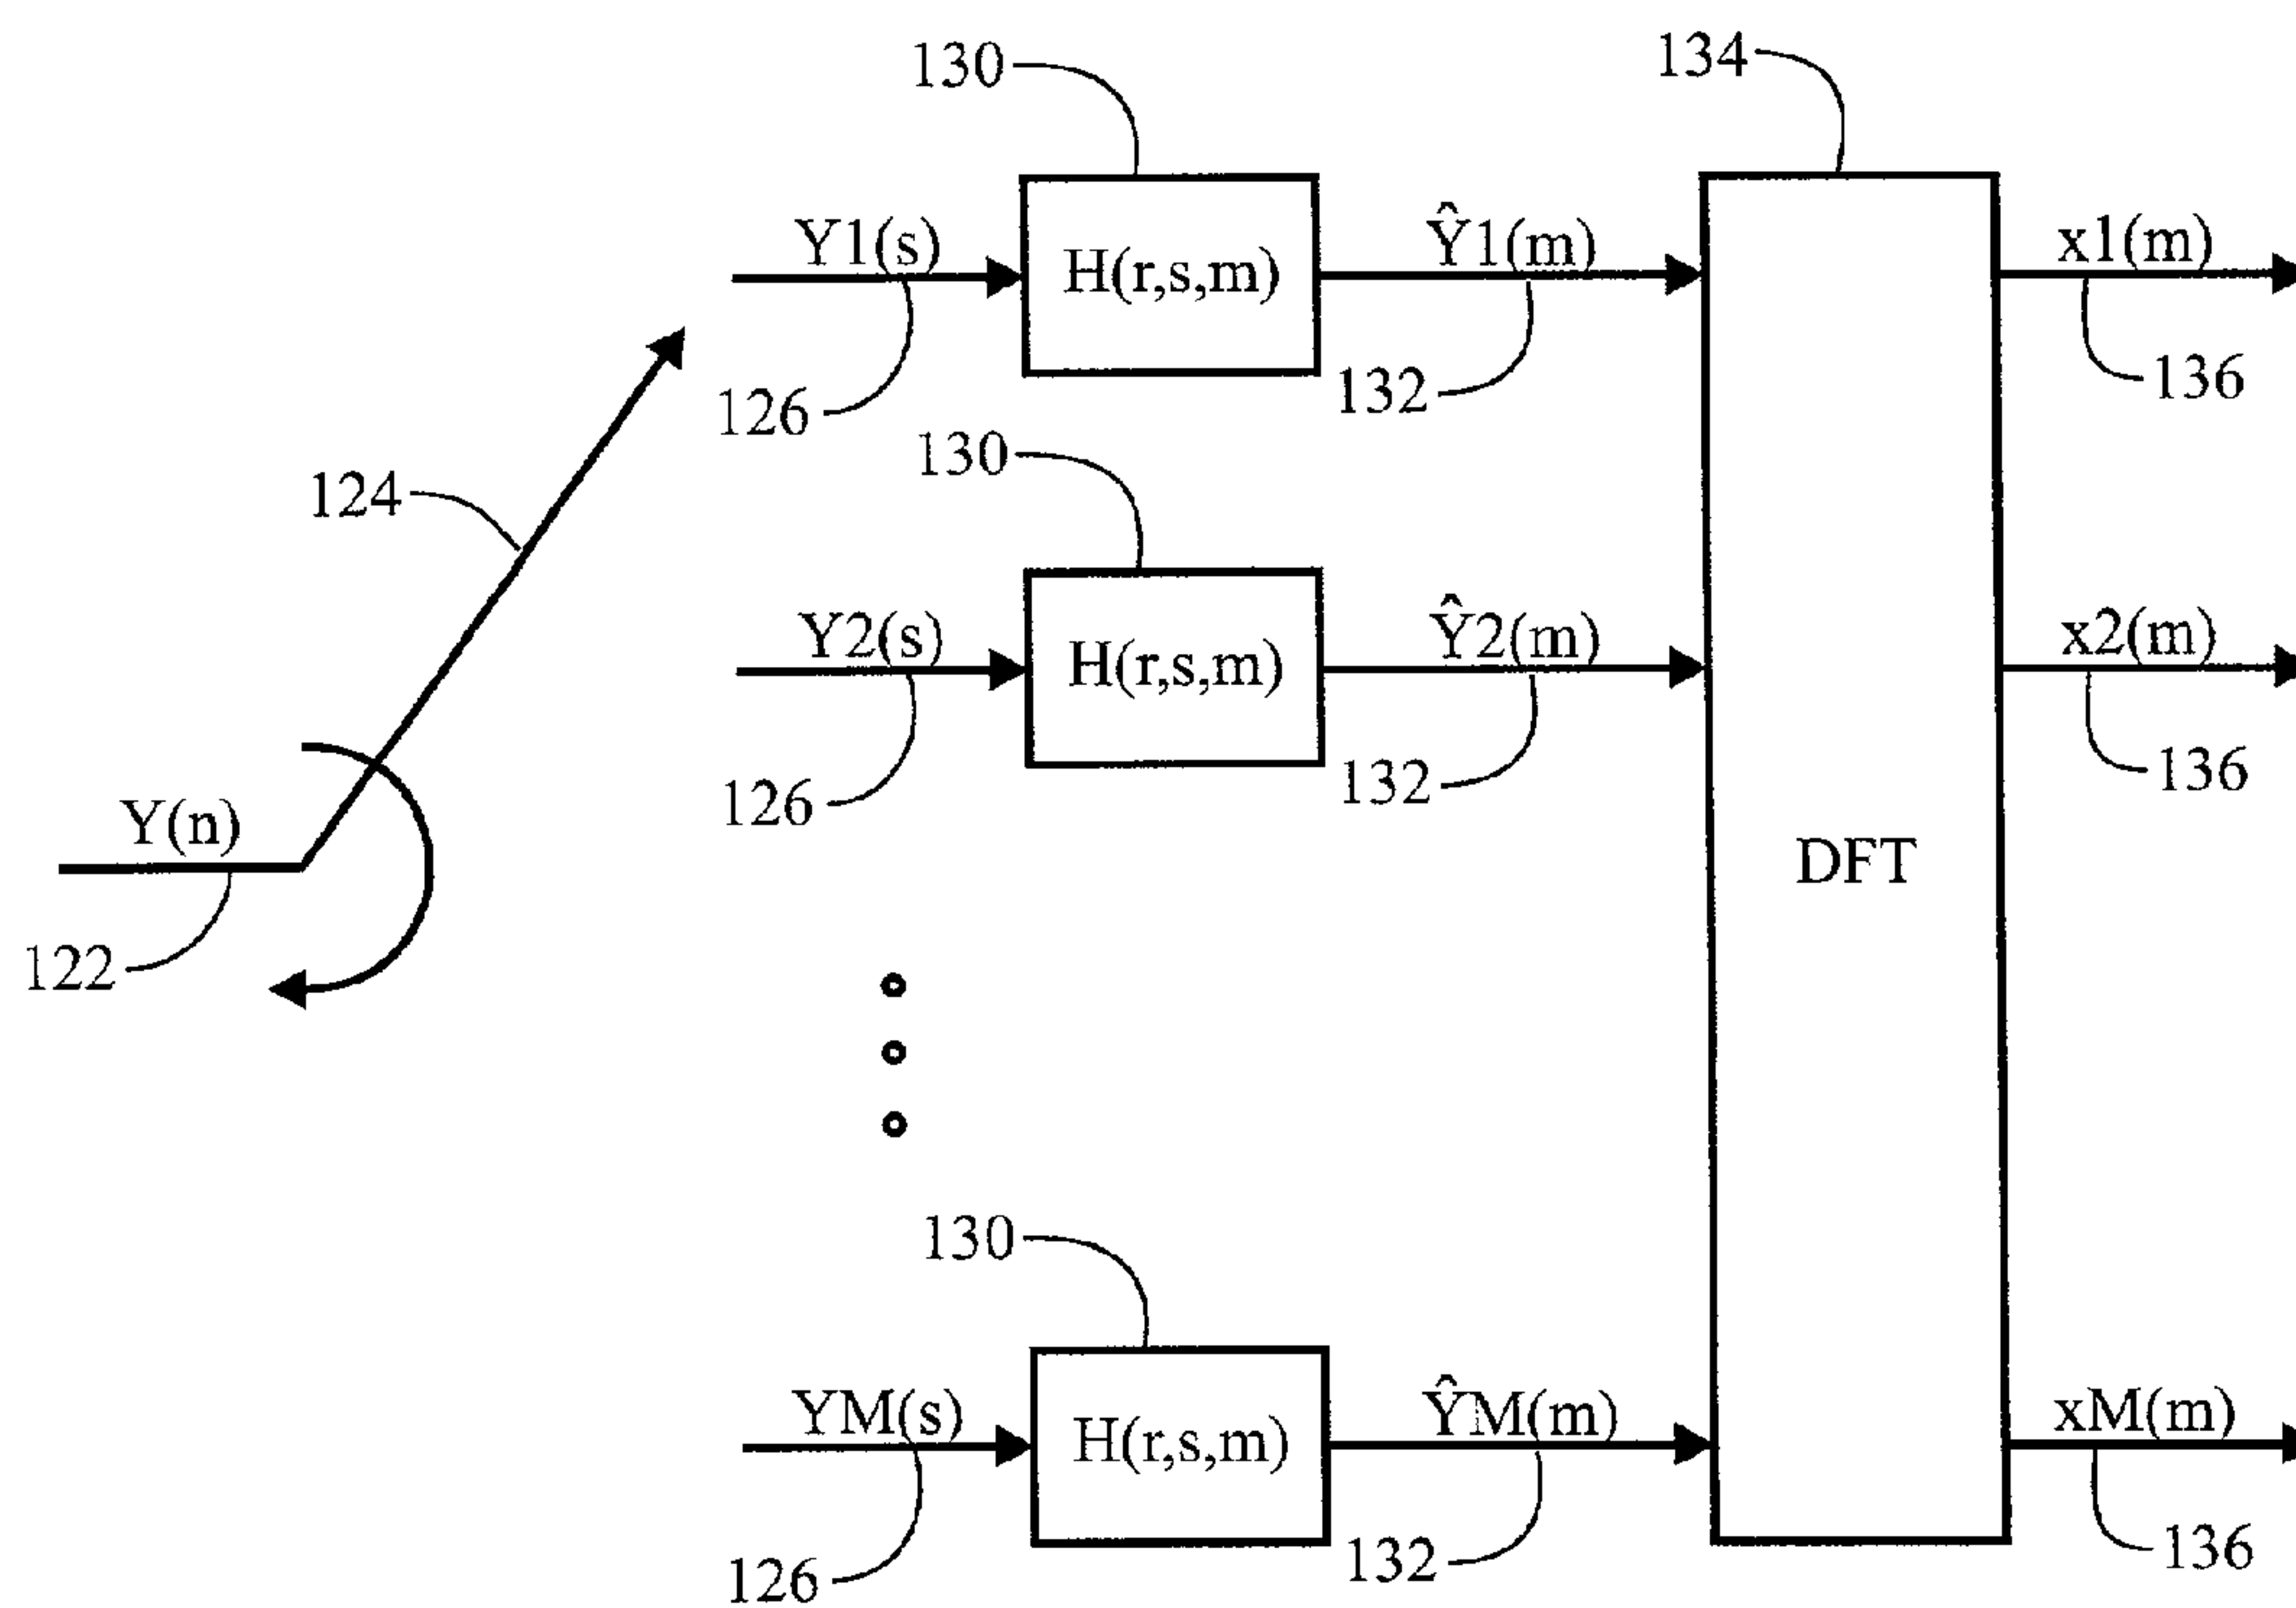 130
134
Y1(s)
H(r,s,m)
Ŷ1(m)
x1(m)
126
132
136
130
124
Y2(s)
H(r,s,m)
Ŷ2(m)
x2(m)
126
132
136
Y(n)
DFT
122
130
YM(s)
H(r,s,m)
ŶM(m)
xM(m)
126
132
136